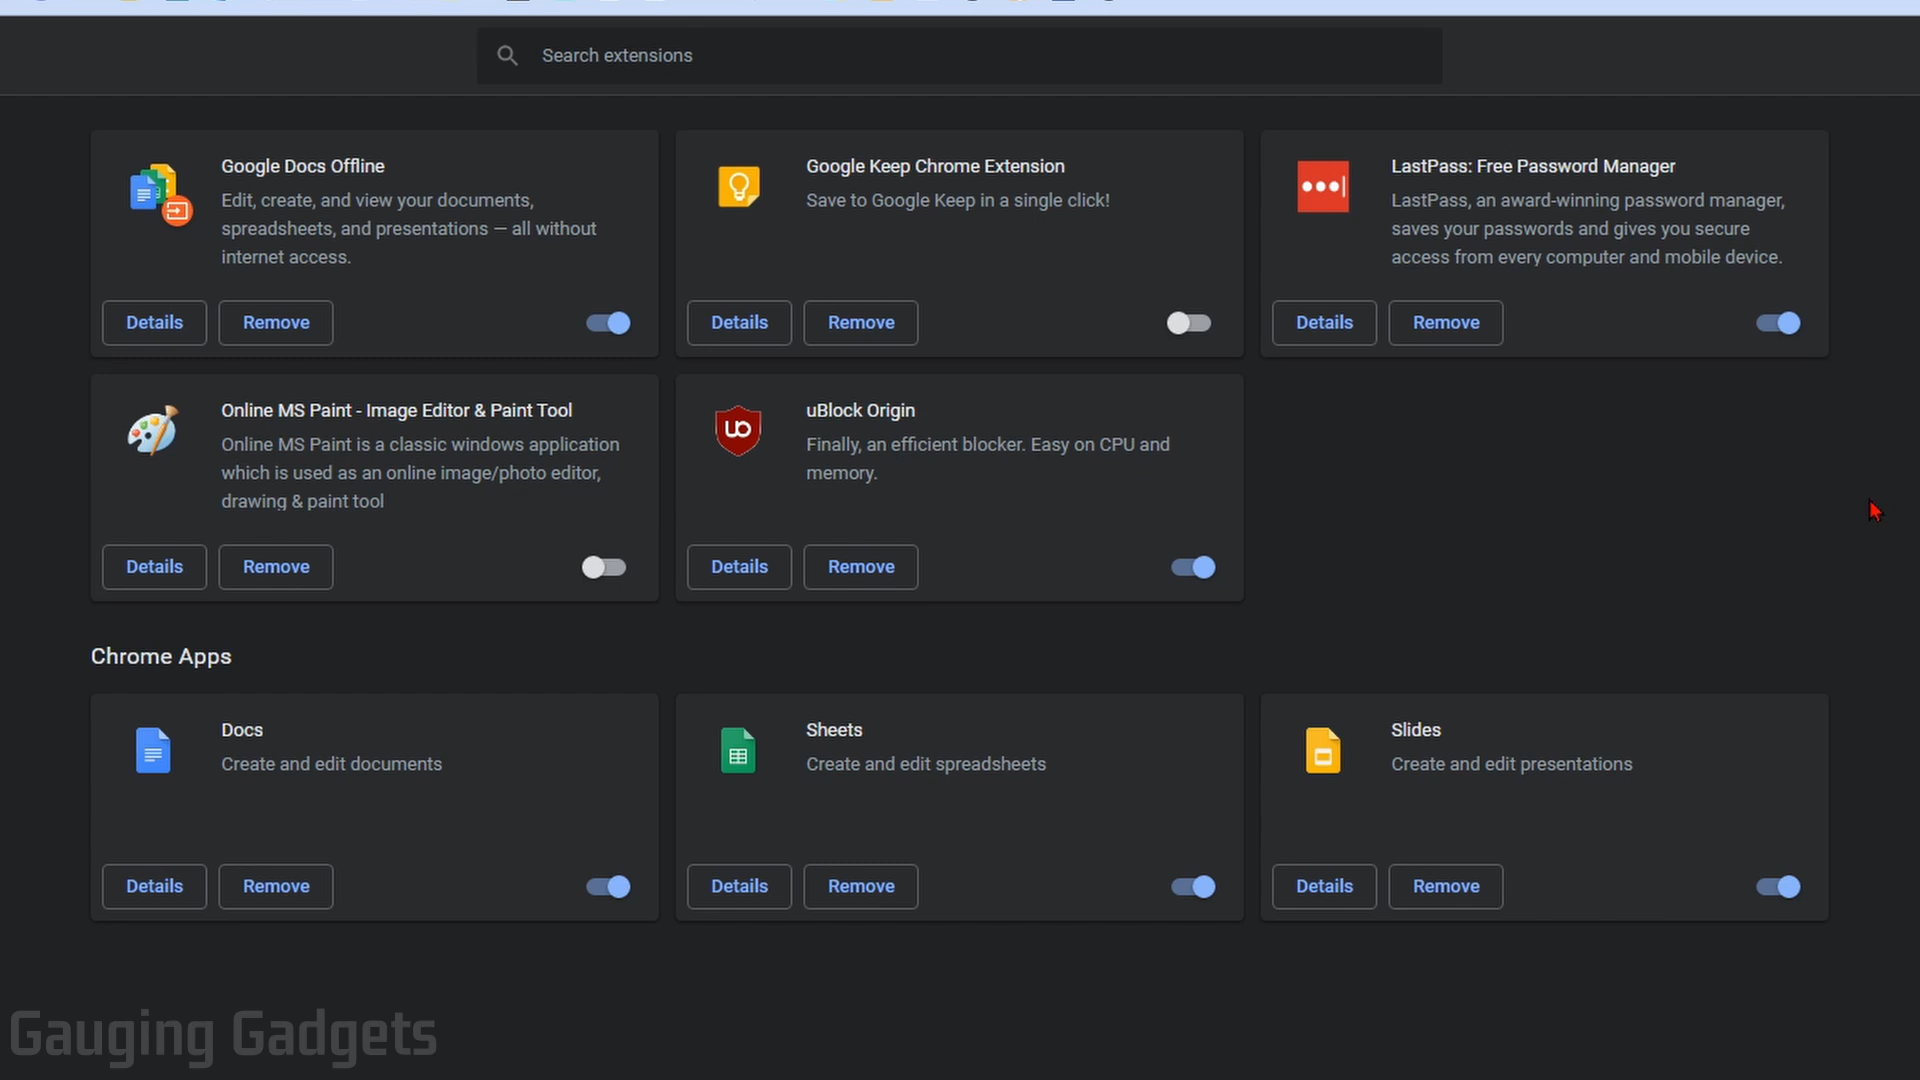 Search extensions
Google Docs Offline
Edit, create, and view your documents,
spreadsheets, and presentations — all without
internet access.
Details
Remove
Google Keep Chrome Extension
Save to Google Keep in a single click!
Details
Remove
LastPass: Free Password Manager
LastPass, an award-winning password manager,
saves your passwords and gives you secure
access from every computer and mobile device.
Details
Remove
Online MS Paint - Image Editor & Paint Tool
Online MS Paint is a classic windows application
which is used as an online image/photo editor,
drawing & paint tool
Details
Remove
uBlock Origin
Finally, an efficient blocker. Easy on CPU and
memory.
Details
Remove
Chrome Apps
Docs
Create and edit documents
Details
Remove
Sheets
Create and edit spreadsheets
Details
Remove
Slides
Create and edit presentations
Details
Remove
Gauging Gadgets